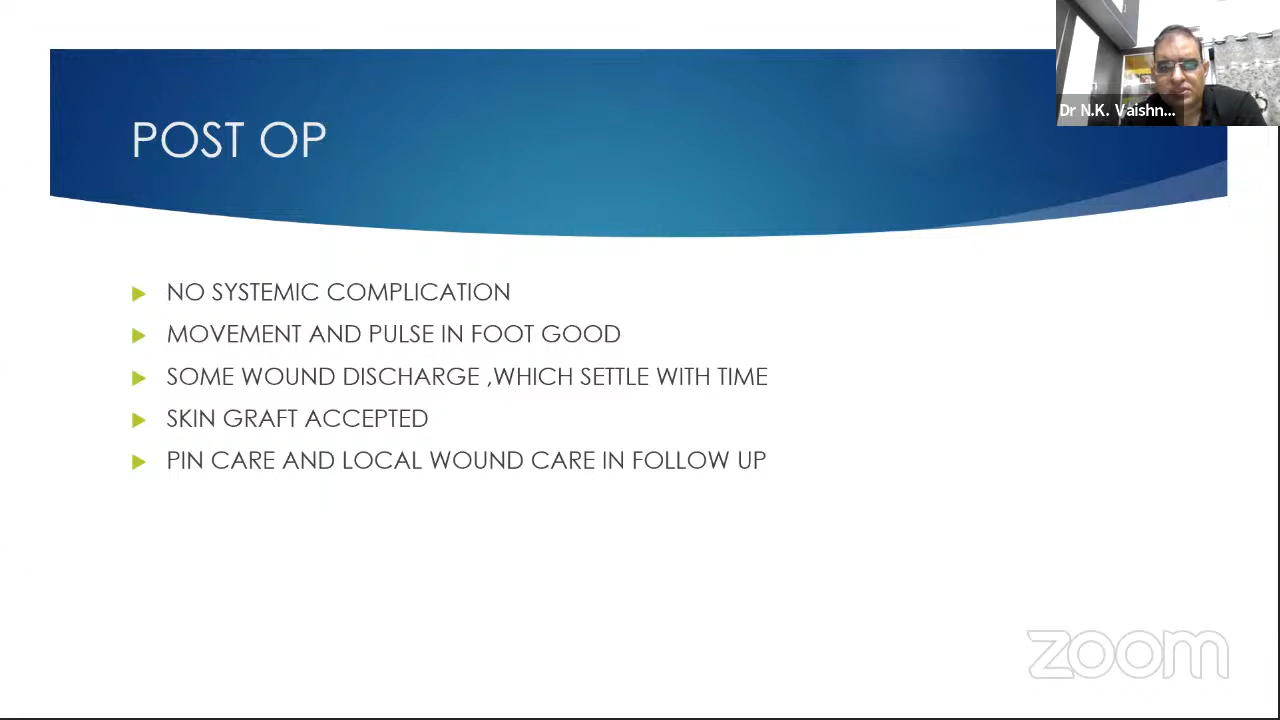 Dr N.K. Vaishn...
POST OP
NO SYSTEMIC COMPLICATION
MOVEMENT AND PULSE IN FOOT GOOD
SOME WOUND DISCHARGE ,WHICH SETTLE WITH TIME
SKIN GRAFT ACCEPTED
PIN CARE AND LOCAL WOUND CARE IN FOLLOW UP
zoom